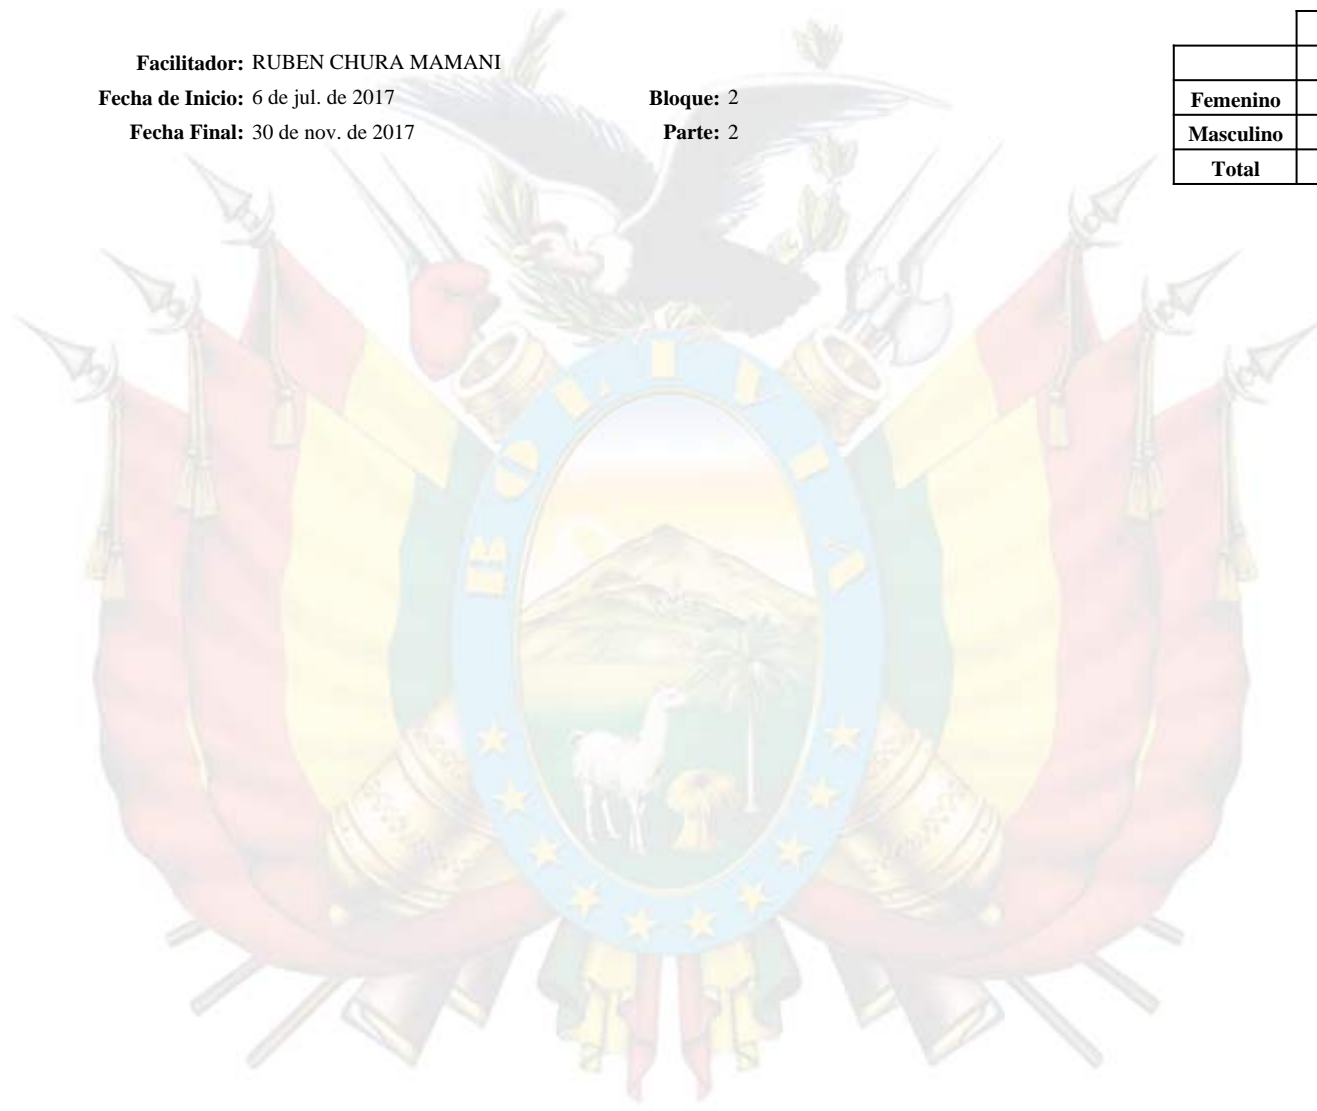 Facilitador: RUBEN CHURA MAMANI
Fecha de Inicio: 6 de jul. de 2017 Bloque: 2
Fecha Final: 30 de nov. de 2017 Parte: 2
Femenino
Masculino
Total
BOLIVIA